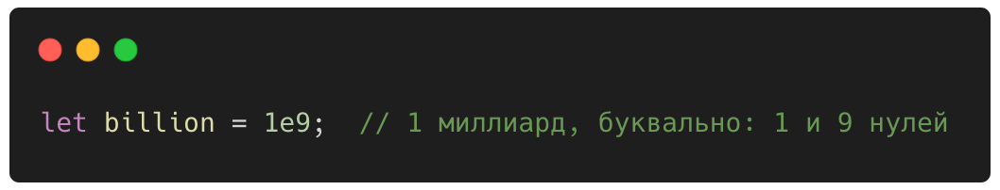 let billion = 1e9;  // 1 миллиард, буквально: 1 и 9 нулей